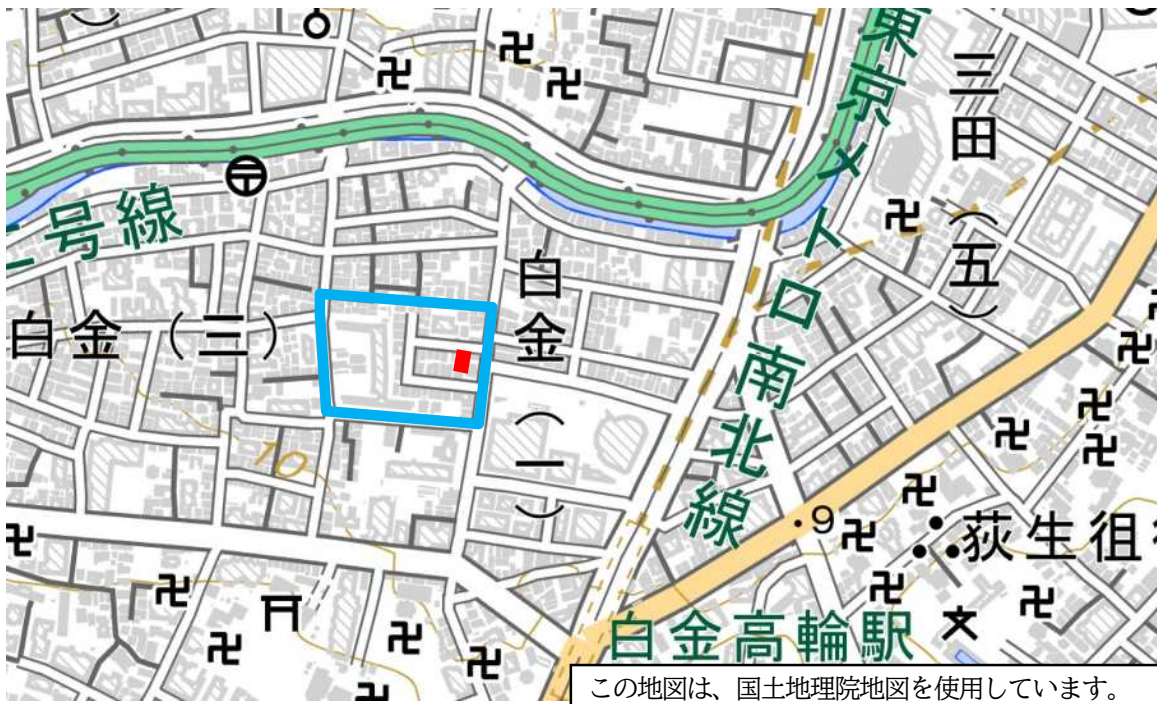 東京メトロ南北線
三田（五）
二号線
白金（三）
白金（一）
10
・9
荻生徂
白金高輪駅
この地図は、国土地理院地図を使用しています。